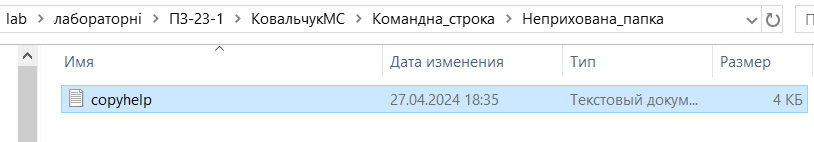 lab > лабораторні > ПЗ-23-1 > КовальчукМС > Командна_строка > Неприхована_папка П
Имя Дата изменения Тип Размер
copyhelp 27.04.2024 18:35 Текстовый докум... 4 КБ